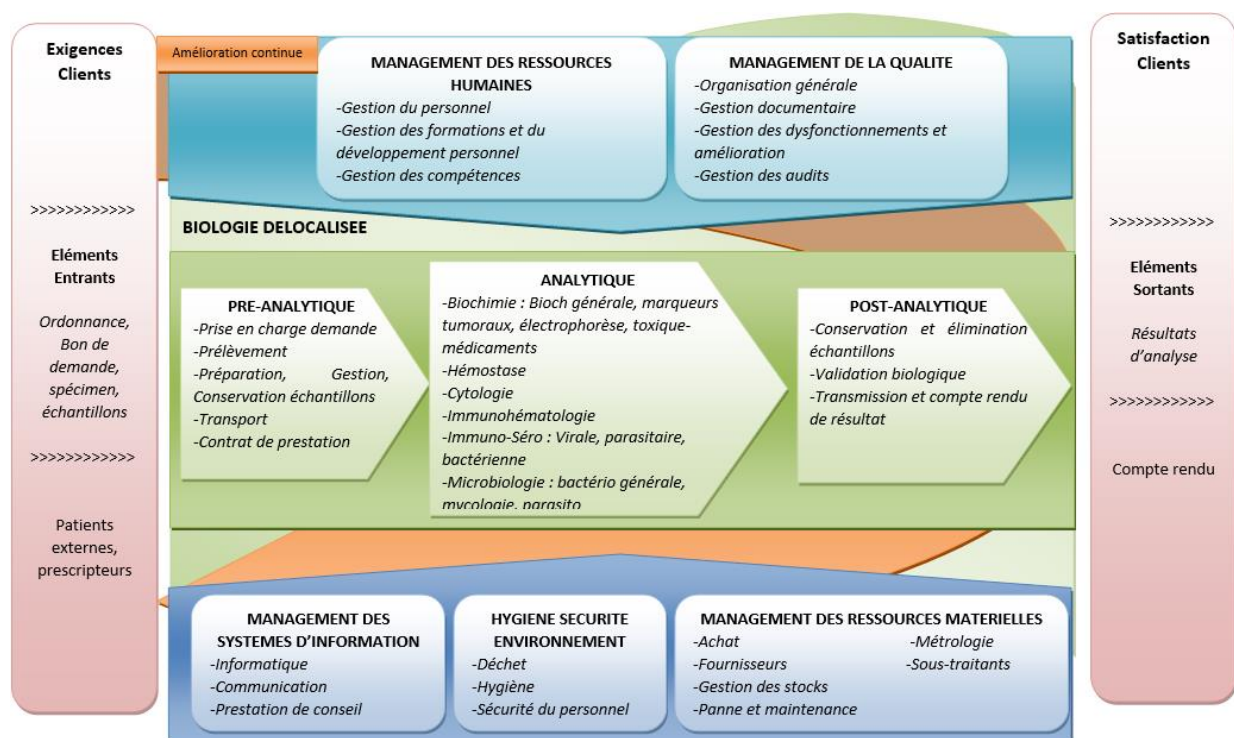 Exigences
Clients
>>>>>>>>>>>>>
Eléments
Entrants
Ordonnance,
Bon de
demande,
spécimen,
échantillons
>>>>>>>>>>>>>
Patients
externes,
prescripteurs
Amélioration continue
MANAGEMENT DES RESSOURCES
HUMAINES
-Gestion du personnel
-Gestion des formations et du
développement personnel
-Gestion des compétences
MANAGEMENT DE LA QUALITE
-Organisation générale
-Gestion documentaire
-Gestion des dysfonctionnements et
amélioration
-Gestion des audits
BIOLOGIE DELOCALISEE
PRE-ANALYTIQUE
-Prise en charge demande
-Prélèvement
-Préparation, Gestion,
Conservation échantillons
-Transport
-Contrat de prestation
ANALYTIQUE
-Biochimie : Bioch générale, marqueurs
tumoraux, électrophorèse, toxique-
médicaments
-Hémostase
-Cytologie
-Immunohématologie
-Immuno-Séro : Virale, parasitaire,
bactérienne
-Microbiologie : bactério générale,
mycologie, parasito
POST-ANALYTIQUE
-Conservation et élimination
échantillons
-Validation biologique
-Transmission et compte rendu
de résultat
MANAGEMENT DES
SYSTEMES D'INFORMATION
-Informatique
-Communication
-Prestation de conseil
HYGIENE SECURITE
ENVIRONNEMENT
-Déchet
-Hygiène
-Sécurité du personnel
MANAGEMENT DES RESSOURCES MATERIELLES
-Achat -Métrologie
-Fournisseurs -Sous-traitants
-Gestion des stocks
-Panne et maintenance
Satisfaction
Clients
>>>>>>>>>>>>>
Eléments
Sortants
Résultats
d'analyse
>>>>>>>>>>>>>
Compte rendu